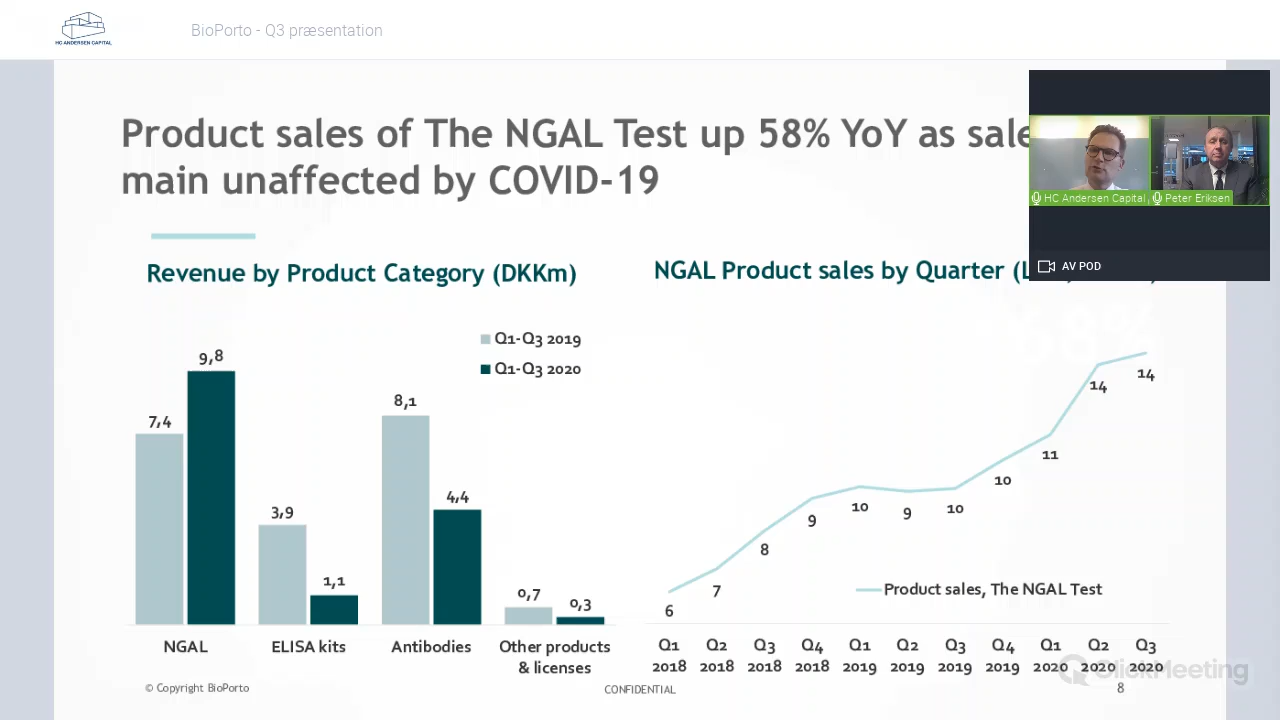 HC ANDERSEN CAPITAL
BioPorto - Q3 præsentation
Product sales of The NGAL Test up 58% YoY as sale
main unaffected by COVID-19
HC Andersen Capital, Peter Eriksen
AV POD
Revenue by Product Category (DKKm)
Q1-Q3 2019
Q1-Q3 2020
7,4
9,8
3,9
1,1
8,1
4,4
0,7
0,3
NGAL
ELISA kits
Antibodies
Other products
& licenses
NGAL Product sales by Quarter
58%
6
7
8
9
10
9
10
10
11
14
14
Product sales, The NGAL Test
Q1 Q2 Q3 Q4 Q1 Q2 Q3 Q4 Q1 Q2 Q3
2018 2018 2018 2018 2019 2019 2019 2019 2020 2020 2020
ClickMeeting
© Copyright BioPorto
CONFIDENTIAL
8